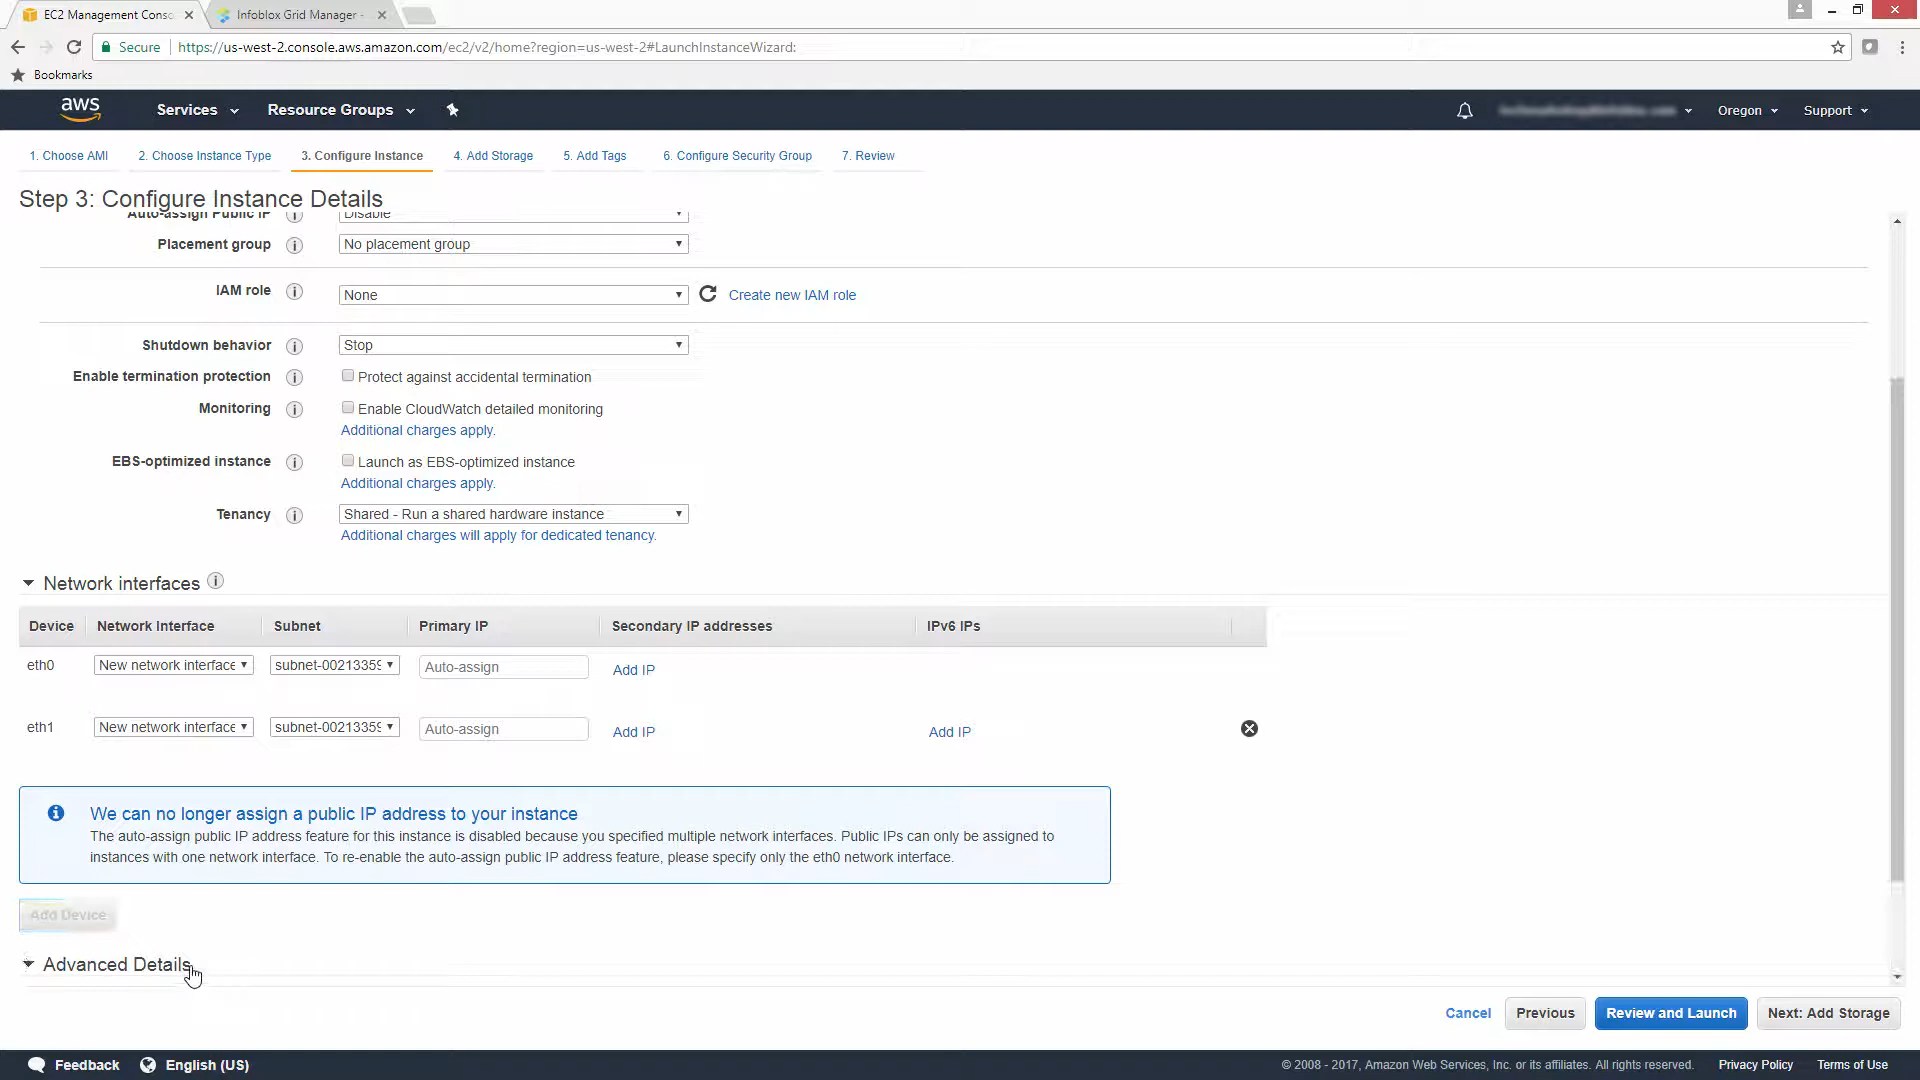 EC2 Management Conso
Infoblox Grid Manager -
Secure
https://us-west-2.console.aws.amazon.com/ec2/v2/home?region=us-west-2#LaunchInstanceWizard:
Bookmarks
aws
Services
Resource Groups
Oregon
Support
1. Choose AMI
2. Choose Instance Type
3. Configure Instance
4. Add Storage
5. Add Tags
6. Configure Security Group
7. Review
Step 3: Configure Instance Details
Auto-assign Public IP
Disable
Placement group
No placement group
IAM role
None
Create new IAM role
Shutdown behavior
Stop
Enable termination protection
Protect against accidental termination
Monitoring
Enable CloudWatch detailed monitoring
Additional charges apply.
EBS-optimized instance
Launch as EBS-optimized instance
Additional charges apply.
Tenancy
Shared - Run a shared hardware instance
Additional charges will apply for dedicated tenancy.
Network interfaces
Device
Network Interface
Subnet
Primary IP
Secondary IP addresses
IPv6 IPs
eth0
New network interface
subnet-00213359
Auto-assign
Add IP
eth1
New network interface
subnet-00213359
Auto-assign
Add IP
Add IP
We can no longer assign a public IP address to your instance
The auto-assign public IP address feature for this instance is disabled because you specified multiple network interfaces. Public IPs can only be assigned to
instances with one network interface. To re-enable the auto-assign public IP address feature, please specify only the eth0 network interface.
Add Device
Advanced Details
Cancel
Previous
Review and Launch
Next: Add Storage
Feedback
English (US)
© 2008 - 2017, Amazon Web Services, Inc. or its affiliates. All rights reserved.
Privacy Policy
Terms of Use